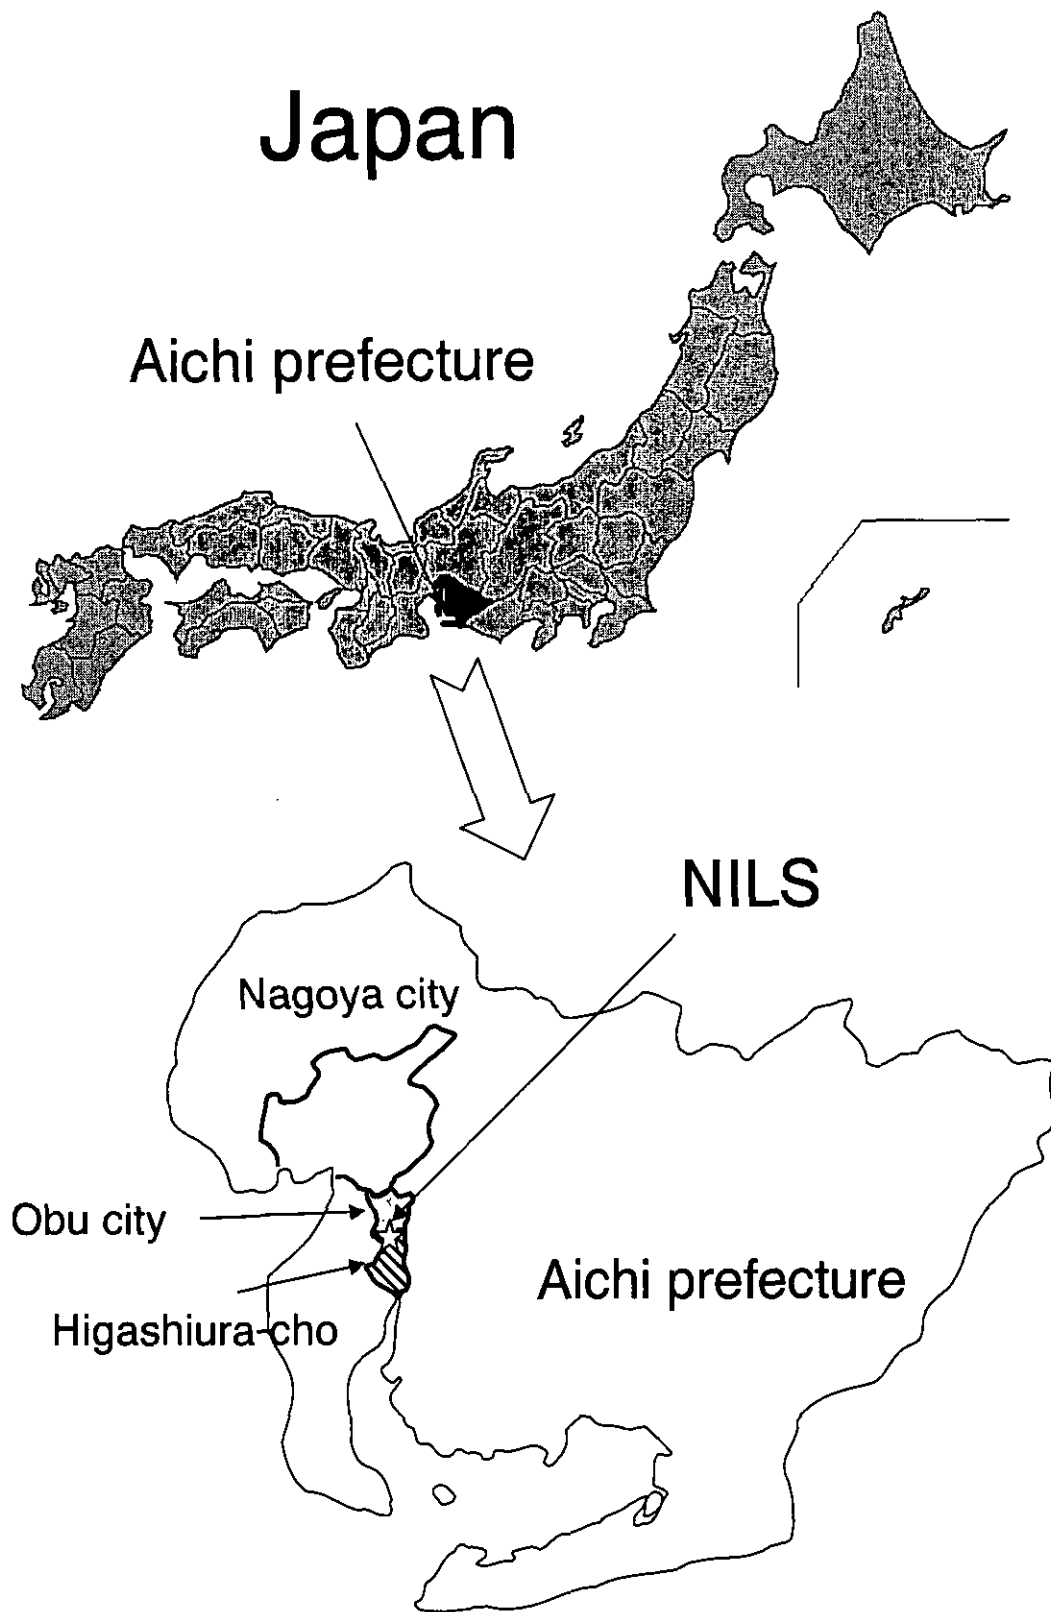 Japan
Aichi prefecture
NILS
Nagoya city
Obu city
Aichi prefecture
Higashiura-cho